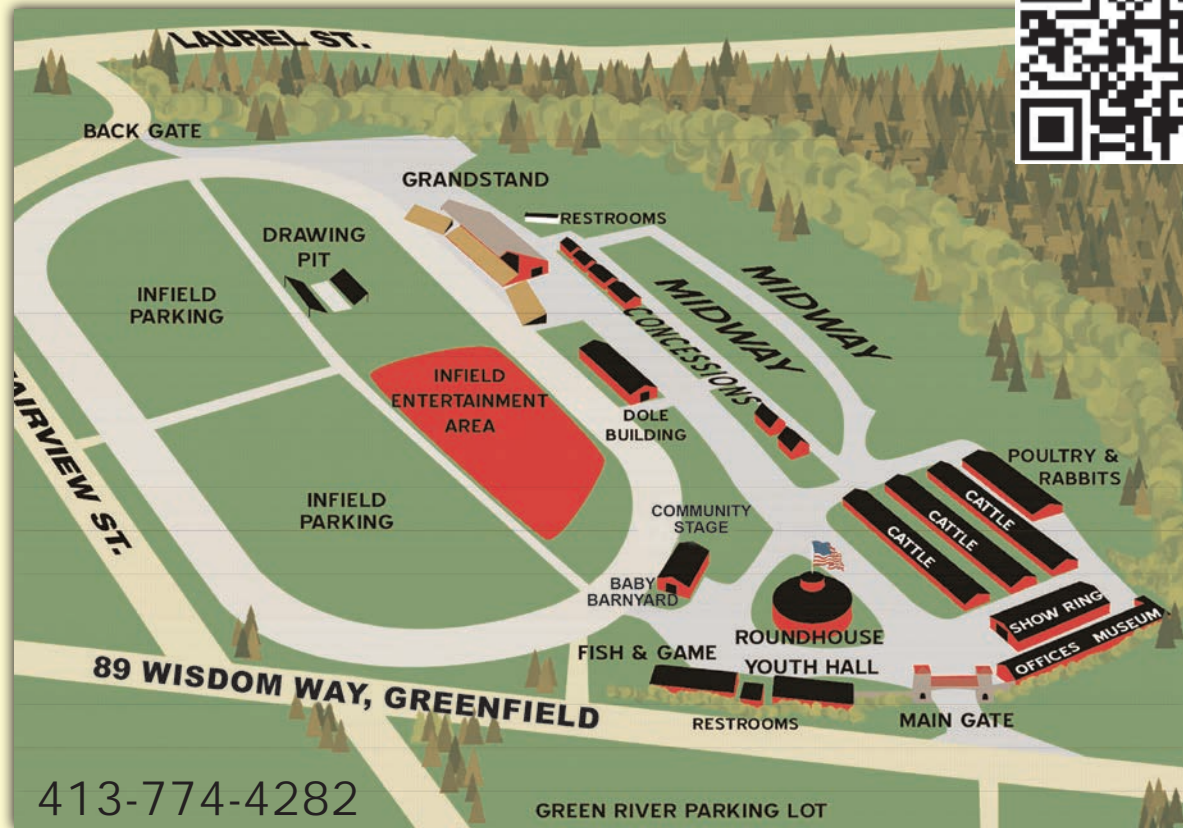 LAUREL ST.
BACK GATE
GRANDSTAND
RESTROOMS
DRAWING
PIT
INFIELD
PARKING
MIDWAY
MIDWAY
CONCESSIONS
INFIELD
ENTERTAINMENT
AREA
DOLE
BUILDING
POULTRY &
RABBITS
CATTLE
CATTLE
CATTLE
AIRVIEW ST.
INFIELD
PARKING
COMMUNITY
STAGE
BABY
BARNYARD
ROUNDHOUSE
SHOW RING
OFFICES MUSEUM
FISH & GAME
YOUTH HALL
RESTROOMS
MAIN GATE
89 WISDOM WAY, GREENFIELD
413-774-4282
GREEN RIVER PARKING LOT